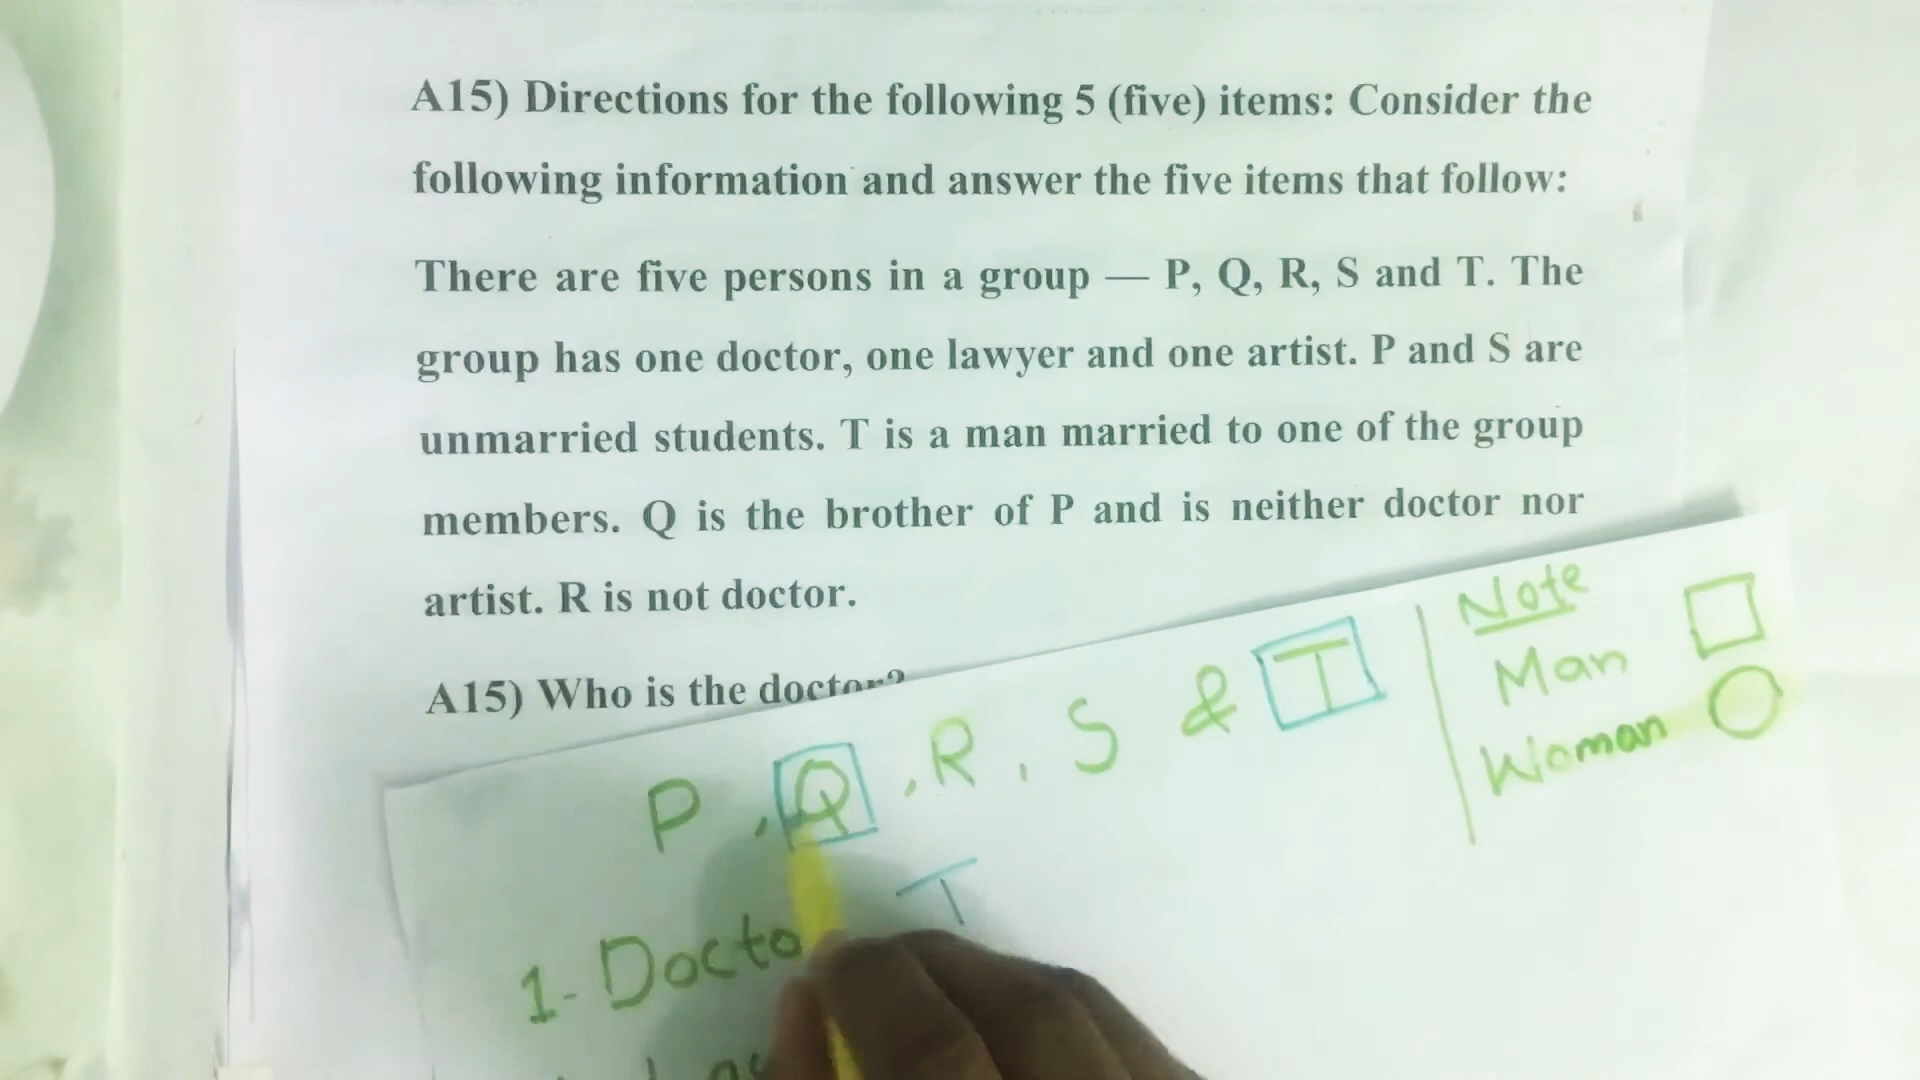 A15) Directions for the following 5 (five) items: Consider the
following information and answer the five items that follow:
There are five persons in a group — P, Q, R, S and T. The
group has one doctor, one lawyer and one artist. P and S are
unmarried students. T is a man married to one of the group
members. Q is the brother of P and is neither doctor nor
artist. R is not doctor.
A15) Who is the doctor?
P, Q, R, S & T
Note
Man
Woman
T
1- Docto